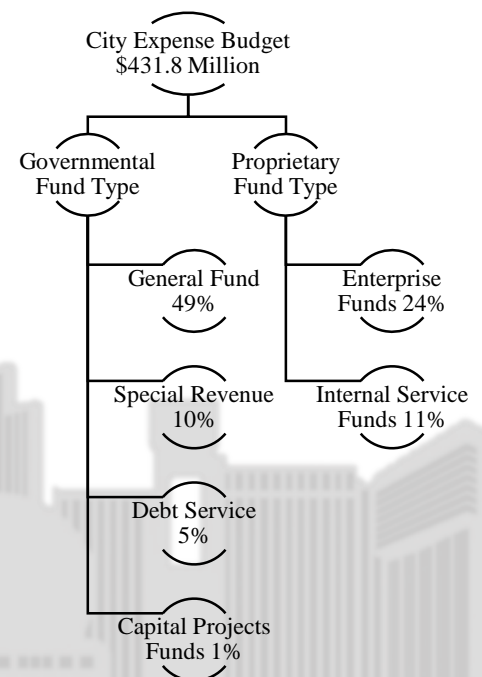 City Expense Budget
$431.8 Million
Governmental
Fund Type
Proprietary
Fund Type
General Fund
49%
Enterprise
Funds 24%
Special Revenue
10%
Internal Service
Funds 11%
Debt Service
5%
Capital Projects
Funds 1%